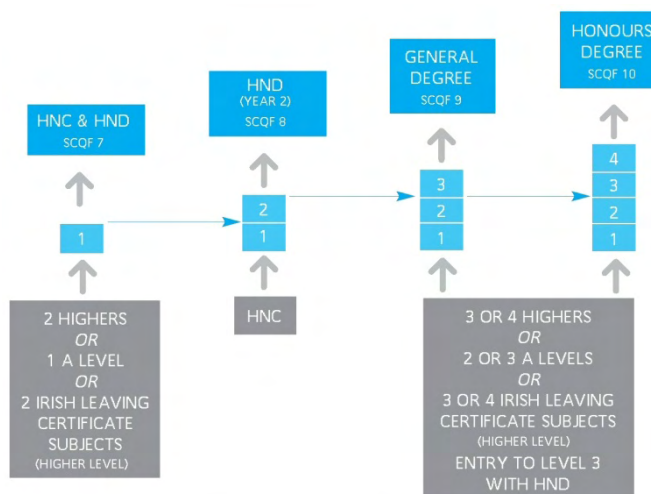 HNC & HND
SCQF 7
1
2 HIGHERS
OR
1 A LEVEL
OR
2 IRISH LEAVING
CERTIFICATE
SUBJECTS
(HIGHER LEVEL)
HND
(YEAR 2)
SCQF 8
2
1
HNC
GENERAL
DEGREE
SCQF 9
3
2
1
HONOURS
DEGREE
SCQF 10
4
3
2
1
3 OR 4 HIGHERS
OR
2 OR 3 A LEVELS
OR
3 OR 4 IRISH LEAVING
CERTIFICATE SUBJECTS
(HIGHER LEVEL)
ENTRY TO LEVEL 3
WITH HND